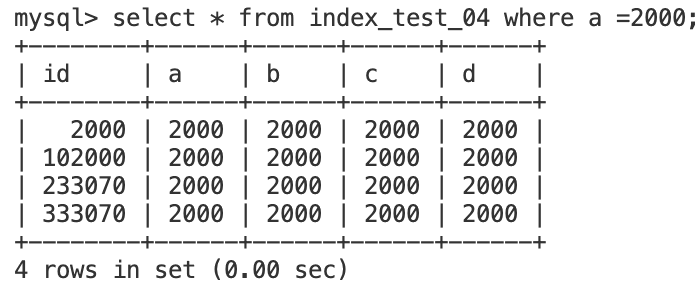 mysql> select * from index_test_04 where a =2000;
+--------+------+------+------+------+
| id     | a    | b    | c    | d    |
+--------+------+------+------+------+
|   2000 | 2000 | 2000 | 2000 | 2000 |
| 102000 | 2000 | 2000 | 2000 | 2000 |
| 233070 | 2000 | 2000 | 2000 | 2000 |
| 333070 | 2000 | 2000 | 2000 | 2000 |
+--------+------+------+------+------+
4 rows in set (0.00 sec)